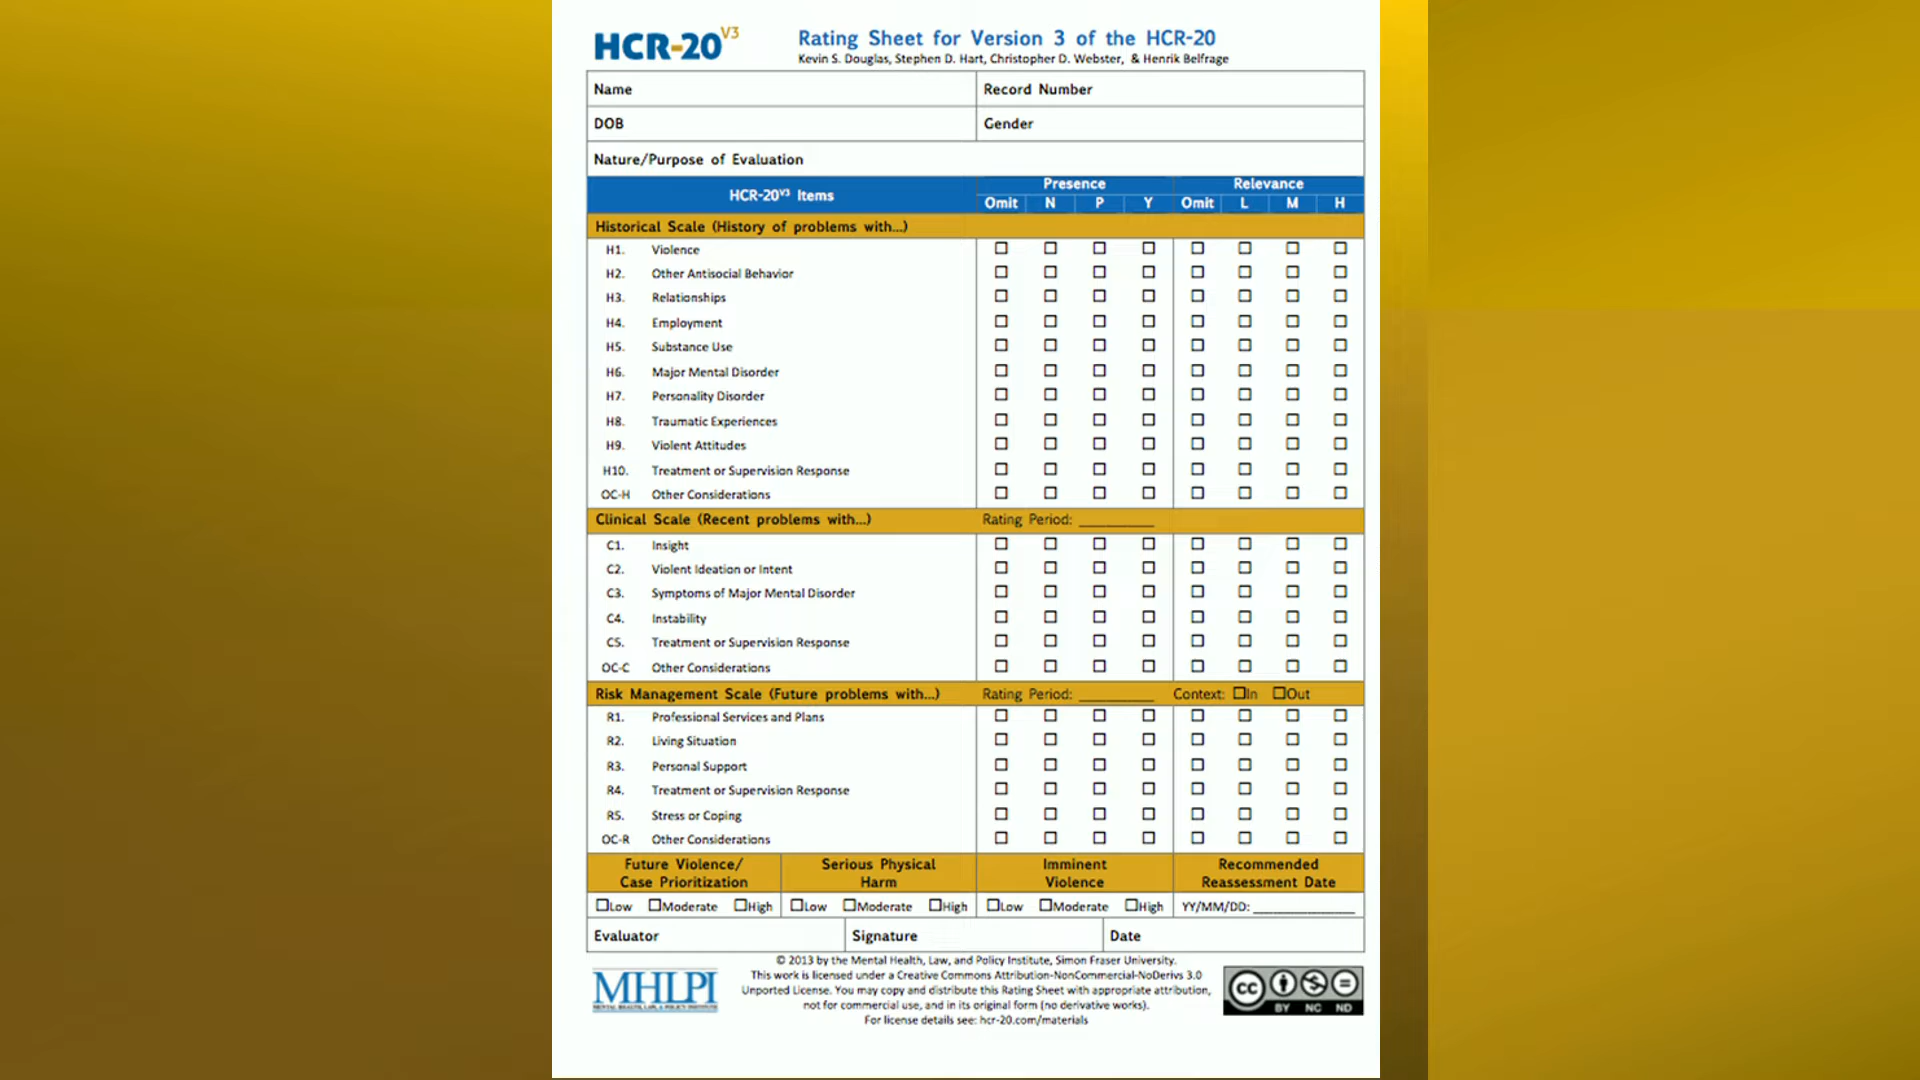 HCR-20V3
Rating Sheet for Version 3 of the HCR-20
Kevin S. Douglas, Stephen D. Hart, Christopher D. Webster, & Henrik Belfrage
Name Record Number
DOB Gender
Nature/Purpose of Evaluation
HCR-20V3 Items Presence Relevance
Omit N P Y Omit L M H
Historical Scale (History of problems with...)
H1. Violence
H2. Other Antisocial Behavior
H3. Relationships
H4. Employment
H5. Substance Use
H6. Major Mental Disorder
H7. Personality Disorder
H8. Traumatic Experiences
H9. Violent Attitudes
H10. Treatment or Supervision Response
OC-H Other Considerations
Clinical Scale (Recent problems with...) Rating Period: __________
C1. Insight
C2. Violent Ideation or Intent
C3. Symptoms of Major Mental Disorder
C4. Instability
C5. Treatment or Supervision Response
OC-C Other Considerations
Risk Management Scale (Future problems with...) Rating Period: __________ Context: ☐In ☐Out
R1. Professional Services and Plans
R2. Living Situation
R3. Personal Support
R4. Treatment or Supervision Response
R5. Stress or Coping
OC-R Other Considerations
Future Violence/ Serious Physical Imminent Recommended
Case Prioritization Harm Violence Reassessment Date
☐Low ☐Moderate ☐High ☐Low ☐Moderate ☐High ☐Low ☐Moderate ☐High YY/MM/DD: ______________
Evaluator Signature Date
© 2013 by the Mental Health, Law, and Policy Institute, Simon Fraser University.
This work is licensed under a Creative Commons Attribution-NonCommercial-NoDerivs 3.0
Unported License. You may copy and distribute this Rating Sheet with appropriate attribution,
not for commercial use, and in its original form (no derivative works).
For license details see: hcr-20.com/materials
MHLPI
MENTAL HEALTH, LAW, & POLICY INSTITUTE
CC BY NC ND